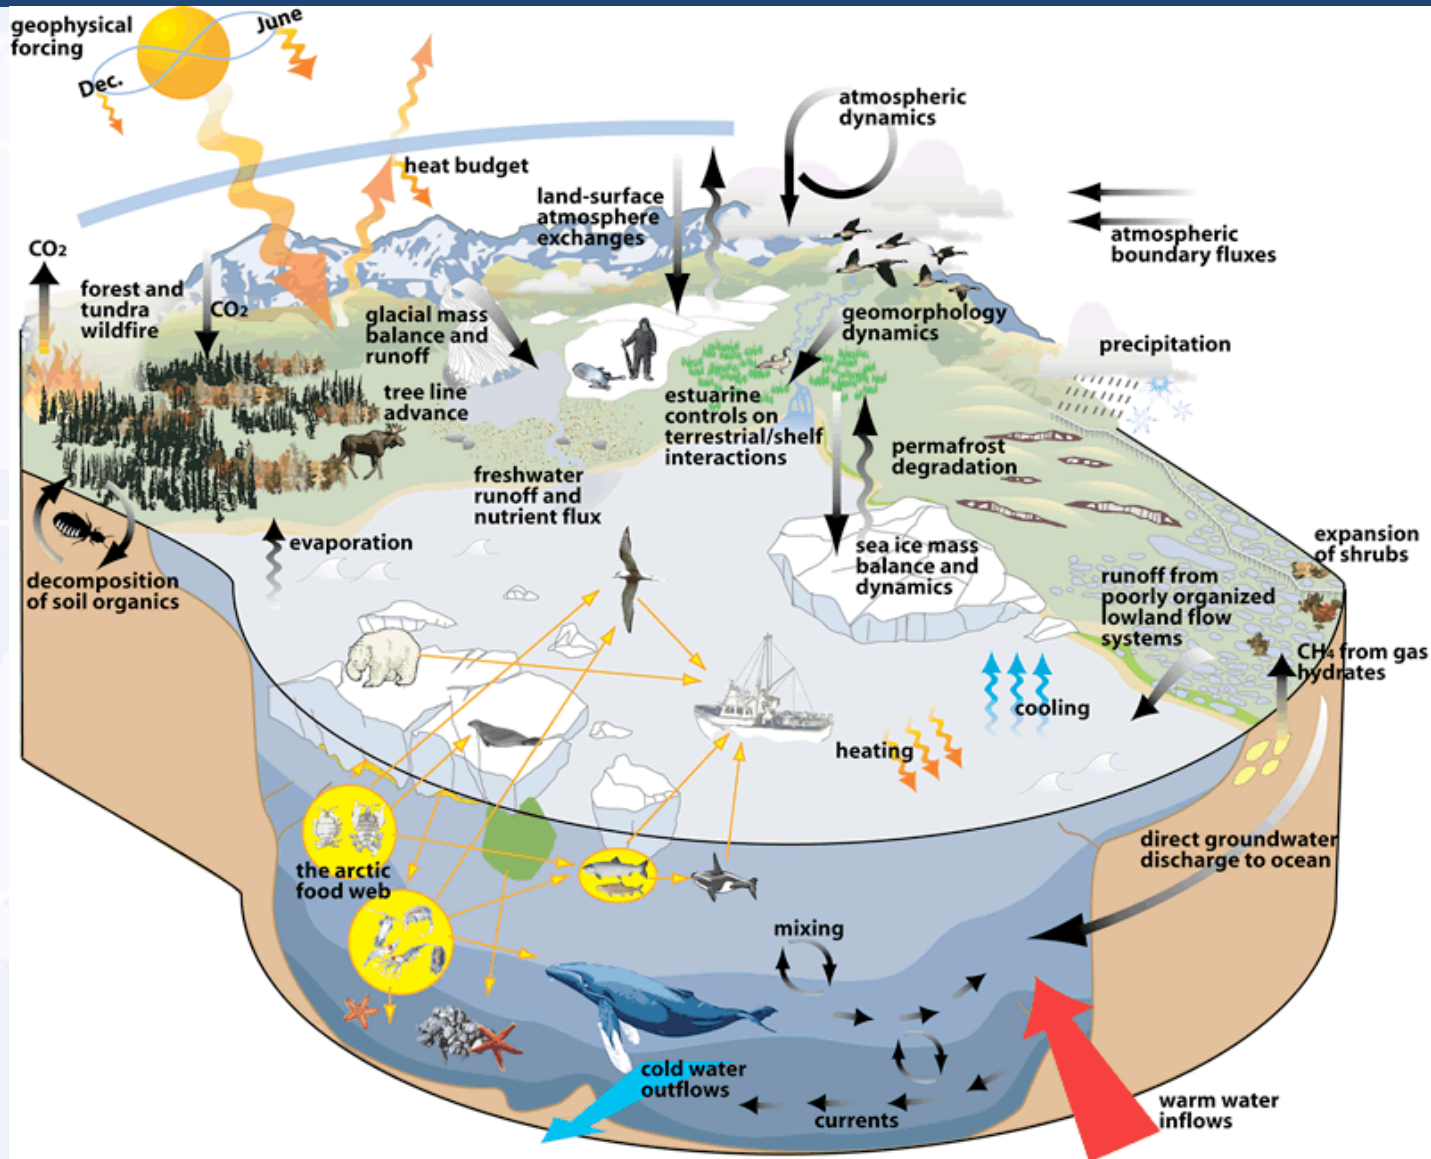 geophysical
forcing
June
Dec.
heat budget
atmospheric
dynamics
land-surface
atmosphere
exchanges
atmospheric
boundary fluxes
CO₂
forest and
tundra
wildfire
CO₂
glacial mass
balance and
runoff
geomorphology
dynamics
precipitation
tree line
advance
estuarine
controls on
terrestrial/shelf
interactions
permafrost
degradation
freshwater
runoff and
nutrient flux
evaporation
decomposition
of soil organics
sea ice mass
balance and
dynamics
expansion
of shrubs
runoff from
poorly organized
lowland flow
systems
CH₄ from gas
hydrates
cooling
heating
direct groundwater
discharge to ocean
the arctic
food web
mixing
cold water
outflows
currents
warm water
inflows